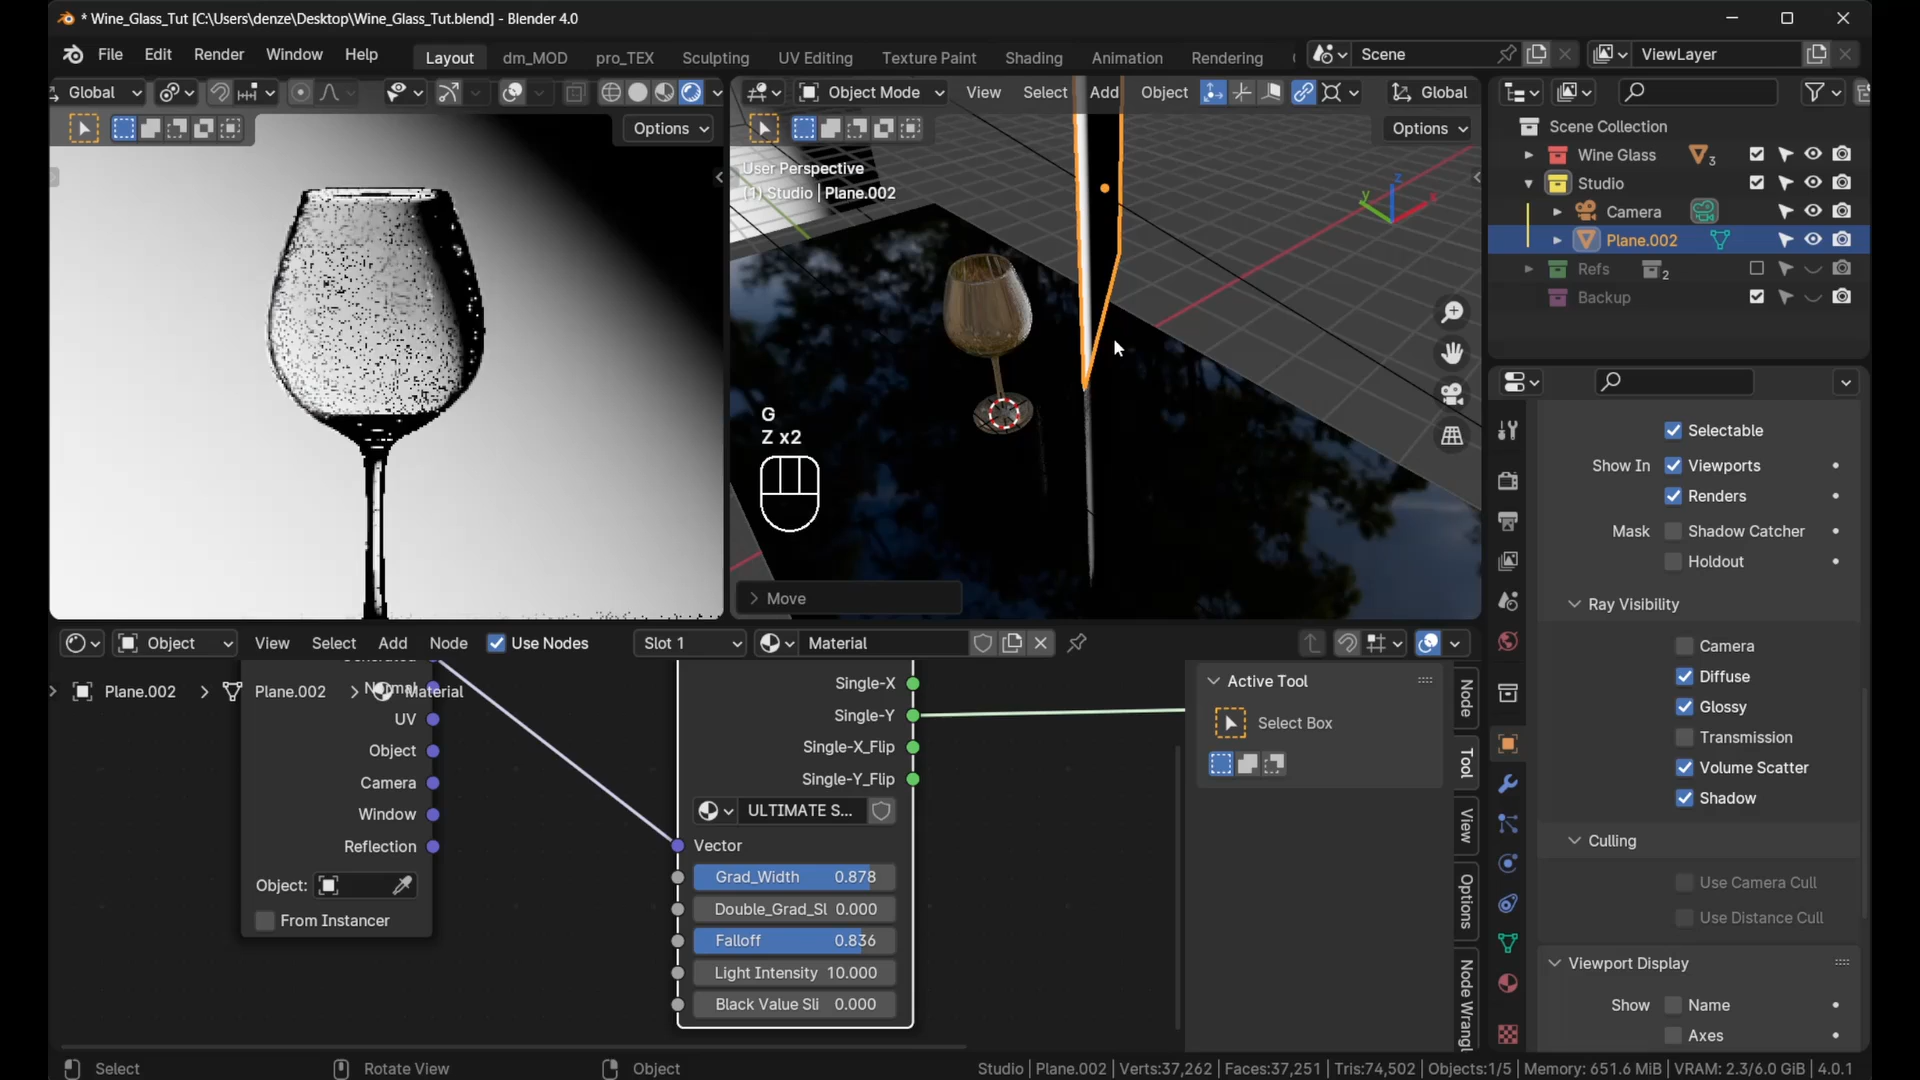 * Wine_Glass_Tut [C:\Users\denze\Desktop\Wine_Glass_Tut.blend] - Blender 4.0
File Edit Render Window Help Layout dm_MOD pro_TEX Sculpting UV Editing Texture Paint Shading Animation Rendering Scene ViewLayer
Global Object Mode View Select Add Object Global
Options Options
User Perspective
(1) Studio | Plane.002
G
Z x2
Move
Scene Collection
Wine Glass 3
Studio
Camera
Plane.002
Refs 2
Backup
Selectable
Show In Viewports
Renders
Mask Shadow Catcher
Holdout
Ray Visibility
Camera
Diffuse
Glossy
Transmission
Volume Scatter
Shadow
Culling
Use Camera Cull
Use Distance Cull
Viewport Display
Show Name
Axes
Object View Select Add Node Use Nodes Slot 1 Material
Plane.002 Plane.002 Material
Normal
UV
Object
Camera
Window
Reflection
Object:
From Instancer
Single-X
Single-Y
Single-X_Flip
Single-Y_Flip
ULTIMATE S...
Vector
Grad_Width 0.878
Double_Grad_Sl 0.000
Falloff 0.836
Light Intensity 10.000
Black Value Sli 0.000
Active Tool
Select Box
Node
Tool
View
Options
Node Wrangl
Select Rotate View Object Studio | Plane.002 | Verts:37,262 | Faces:37,251 | Tris:74,502 | Objects:1/5 | Memory: 651.6 MiB | VRAM: 2.3/6.0 GiB | 4.0.1